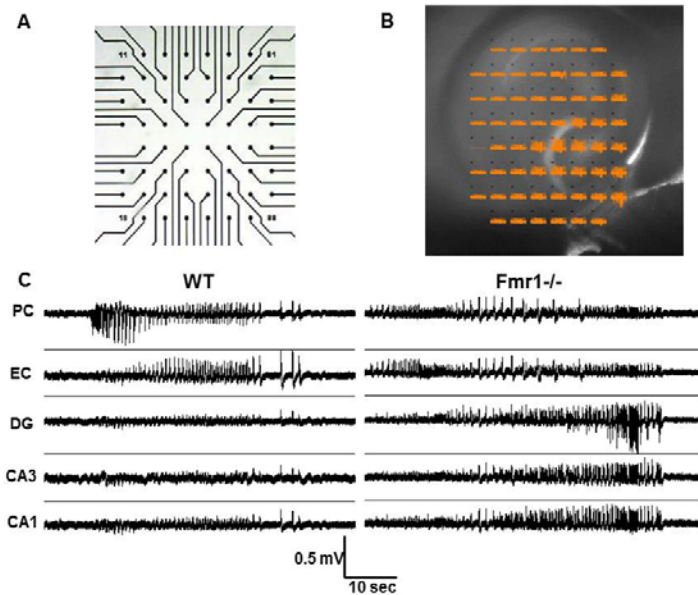 A
B
11
81
18
88
C
WT
Fmr1-/-
PC
EC
DG
CA3
CA1
0.5 mV
10 sec